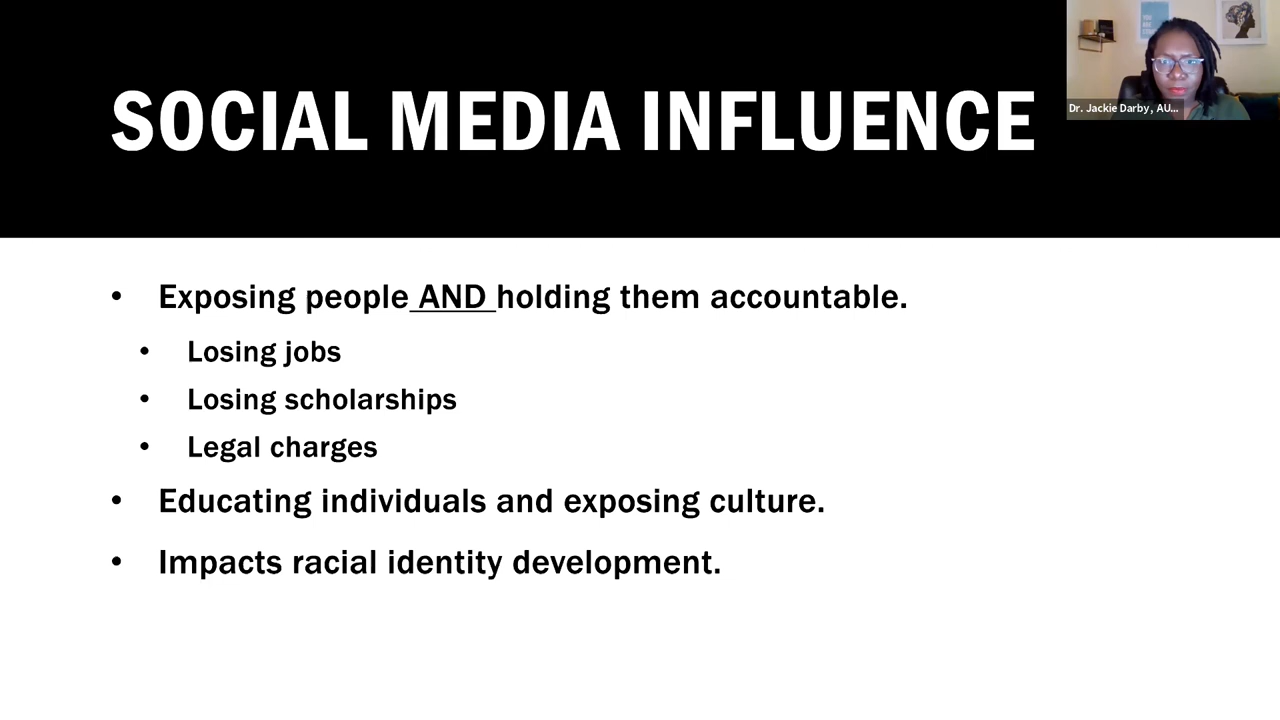 SOCIAL MEDIA INFLUENCE
Dr. Jackie Darby, AU...
• Exposing people AND holding them accountable.
• Losing jobs
• Losing scholarships
• Legal charges
• Educating individuals and exposing culture.
• Impacts racial identity development.